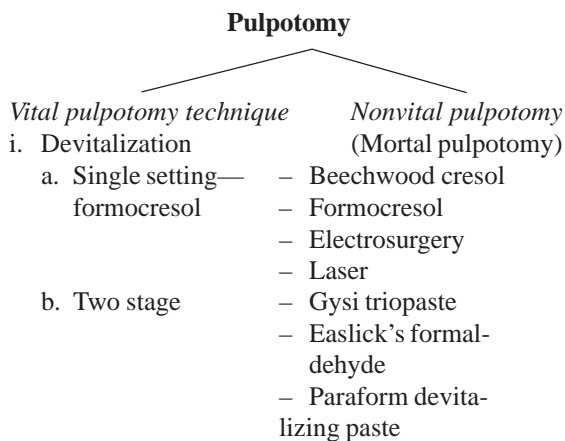 Pulpotomy
Vital pulpotomy technique Nonvital pulpotomy
i. Devitalization (Mortal pulpotomy)
a. Single setting— – Beechwood cresol
formocresol – Formocresol
– Electrosurgery
– Laser
b. Two stage – Gysi triopaste
– Easlick's formal-
dehyde
– Paraform devita-
lizing paste